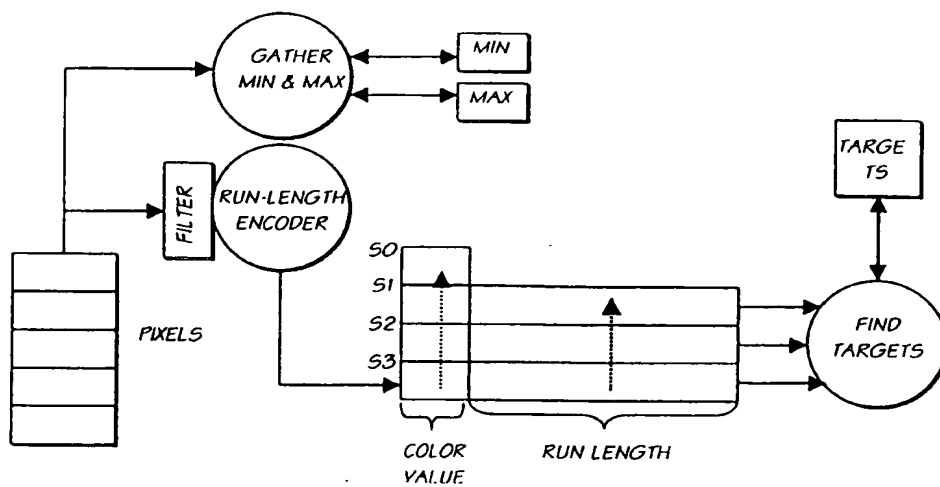 GATHER
MIN & MAX
MIN
MAX
TARGE
TS
FILTER
RUN-LENGTH
ENCODER
S0
S1
S2
S3
PIXELS
FIND
TARGETS
COLOR
VALUE
RUN LENGTH